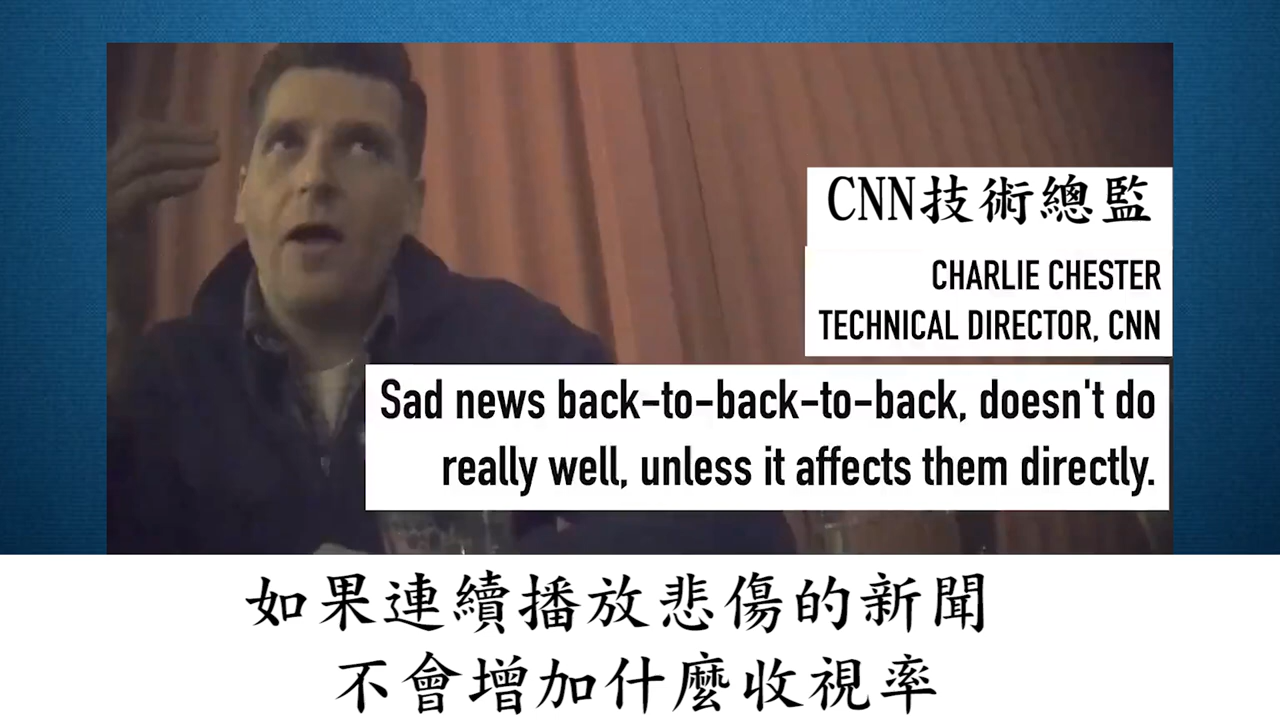 CNN技術總監
CHARLIE CHESTER
TECHNICAL DIRECTOR, CNN
Sad news back-to-back-to-back, doesn't do
really well, unless it affects them directly.
如果連續播放悲傷的新聞
不會增加什麼收視率